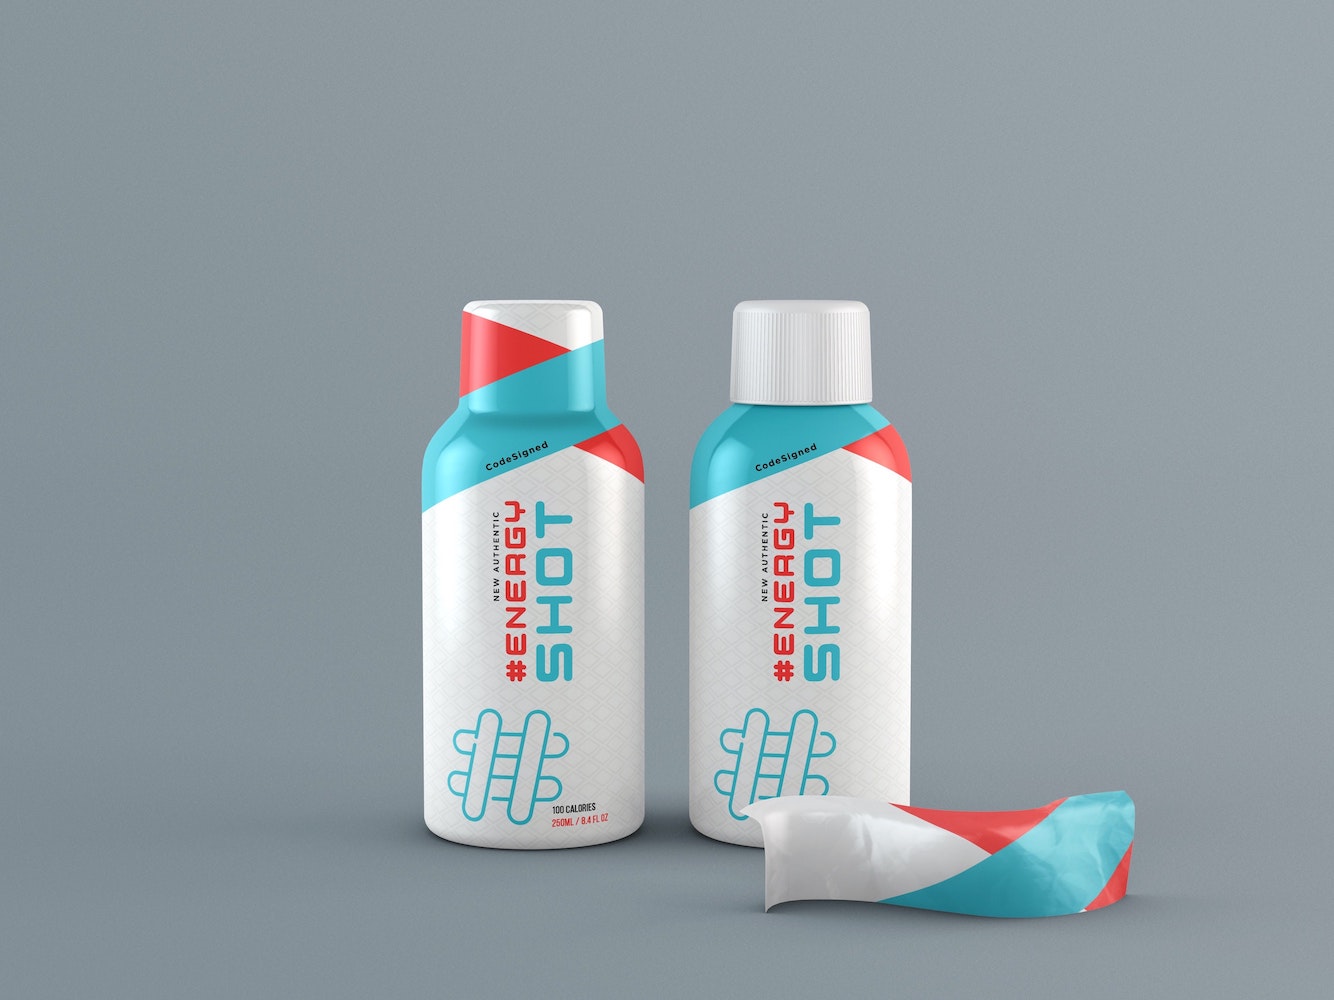 CodeSigned
NEW AUTHENTIC
#ENERGY
SHOT
#
100 CALORIES
250ML / 8.4 FL OZ
CodeSigned
NEW AUTHENTIC
#ENERGY
SHOT
#